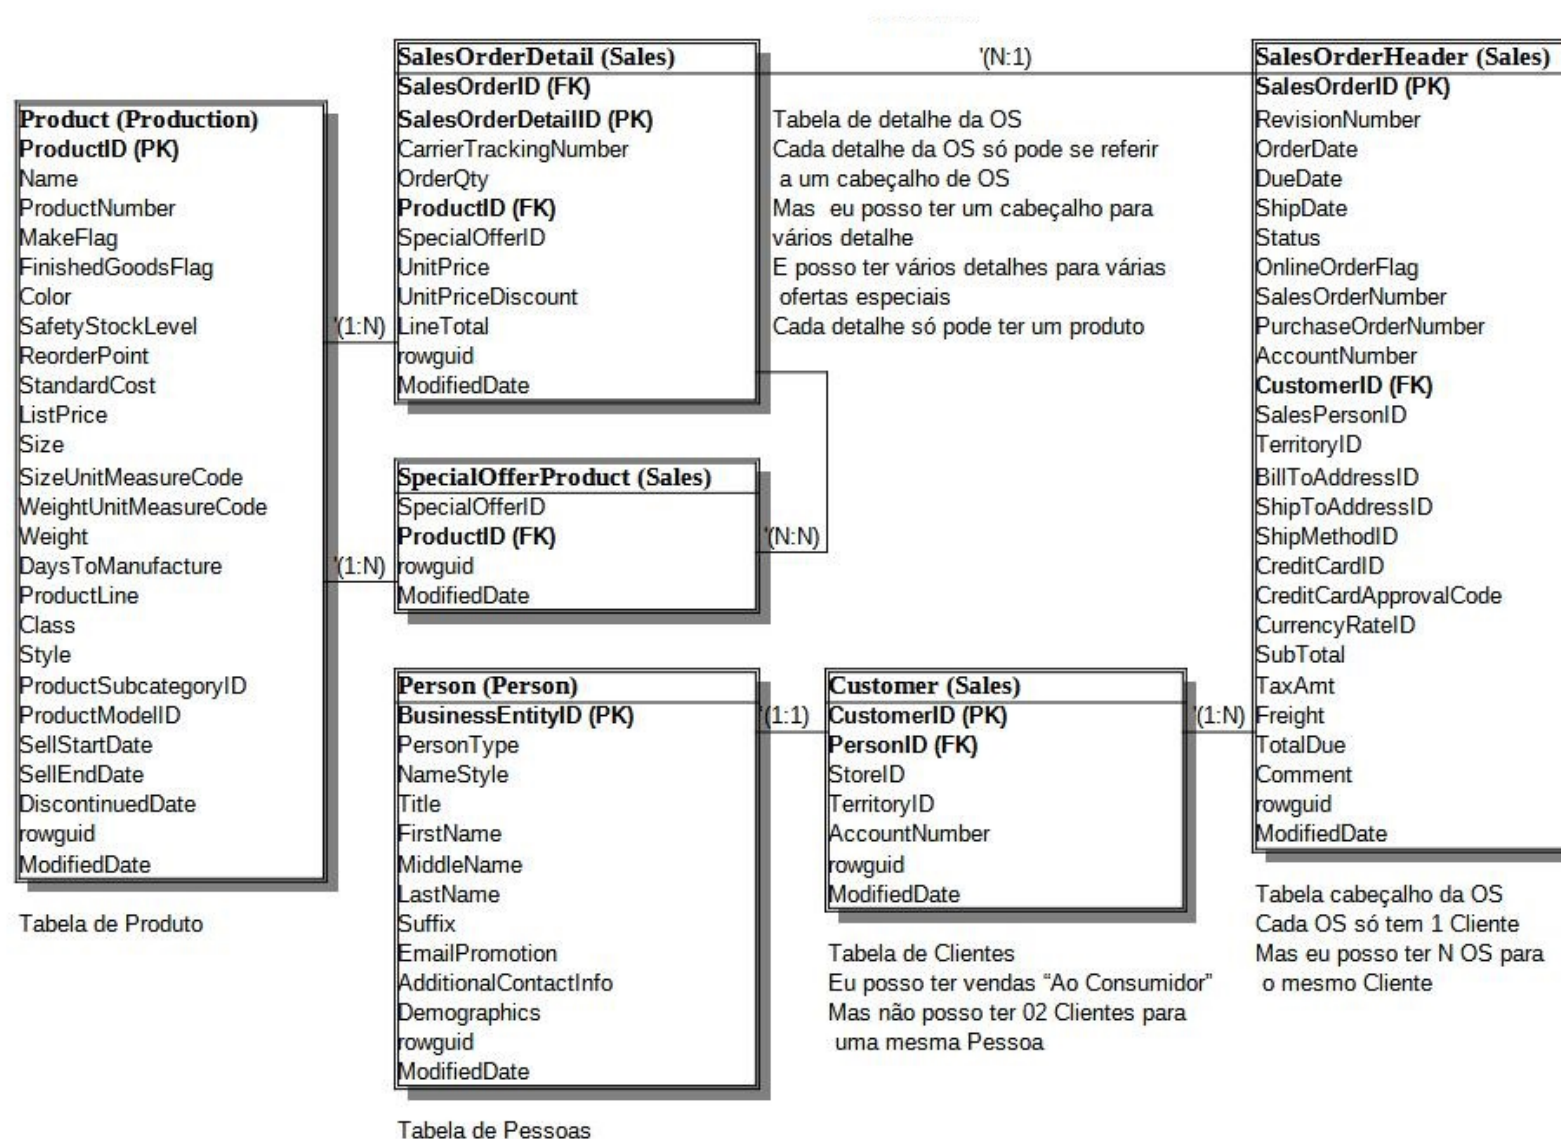 Product (Production)
ProductID (PK)
Name
ProductNumber
MakeFlag
FinishedGoodsFlag
Color
SafetyStockLevel
ReorderPoint
StandardCost
ListPrice
Size
SizeUnitMeasureCode
WeightUnitMeasureCode
Weight
DaysToManufacture
ProductLine
Class
Style
ProductSubcategoryID
ProductModelID
SellStartDate
SellEndDate
DiscontinuedDate
rowguid
ModifiedDate
Tabela de Produto
'(1:N)
'(1:N)
SalesOrderDetail (Sales)
SalesOrderID (FK)
SalesOrderDetailID (PK)
CarrierTrackingNumber
OrderQty
ProductID (FK)
SpecialOfferID
UnitPrice
UnitPriceDiscount
LineTotal
rowguid
ModifiedDate
'(N:1)
Tabela de detalhe da OS
Cada detalhe da OS só pode se referir
a um cabeçalho de OS
Mas eu posso ter um cabeçalho para
vários detalhe
E posso ter vários detalhes para várias
ofertas especiais
Cada detalhe só pode ter um produto
SpecialOfferProduct (Sales)
SpecialOfferID
ProductID (FK)
rowguid
ModifiedDate
'(N:N)
Person (Person)
BusinessEntityID (PK)
PersonType
NameStyle
Title
FirstName
MiddleName
LastName
Suffix
EmailPromotion
AdditionalContactInfo
Demographics
rowguid
ModifiedDate
Tabela de Pessoas
'(1:1)
Customer (Sales)
CustomerID (PK)
PersonID (FK)
StoreID
TerritoryID
AccountNumber
rowguid
ModifiedDate
Tabela de Clientes
Eu posso ter vendas “Ao Consumidor”
Mas não posso ter 02 Clientes para
uma mesma Pessoa
'(1:N)
SalesOrderHeader (Sales)
SalesOrderID (PK)
RevisionNumber
OrderDate
DueDate
ShipDate
Status
OnlineOrderFlag
SalesOrderNumber
PurchaseOrderNumber
AccountNumber
CustomerID (FK)
SalesPersonID
TerritoryID
BillToAddressID
ShipToAddressID
ShipMethodID
CreditCardID
CreditCardApprovalCode
CurrencyRateID
SubTotal
TaxAmt
Freight
TotalDue
Comment
rowguid
ModifiedDate
Tabela cabeçalho da OS
Cada OS só tem 1 Cliente
Mas eu posso ter N OS para
o mesmo Cliente